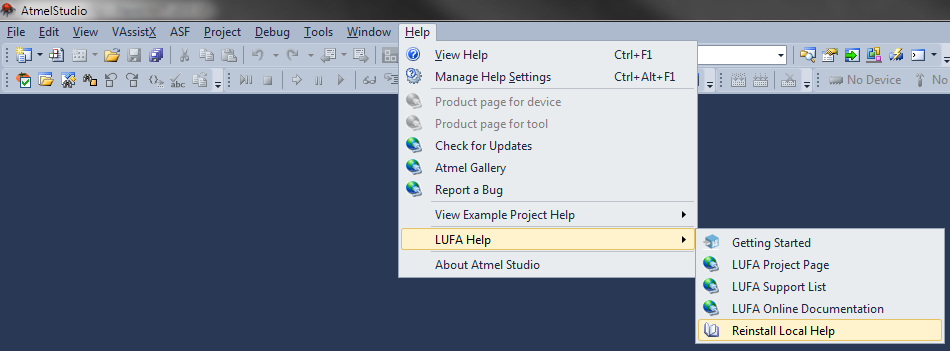 AtmelStudio
File Edit View VAssistX ASF Project Debug Tools Window Help
View Help Ctrl+F1
Manage Help Settings Ctrl+Alt+F1
abc No Device No
Product page for device
Product page for tool
Check for Updates
Atmel Gallery
Report a Bug
View Example Project Help
LUFA Help
About Atmel Studio
Getting Started
LUFA Project Page
LUFA Support List
LUFA Online Documentation
Reinstall Local Help